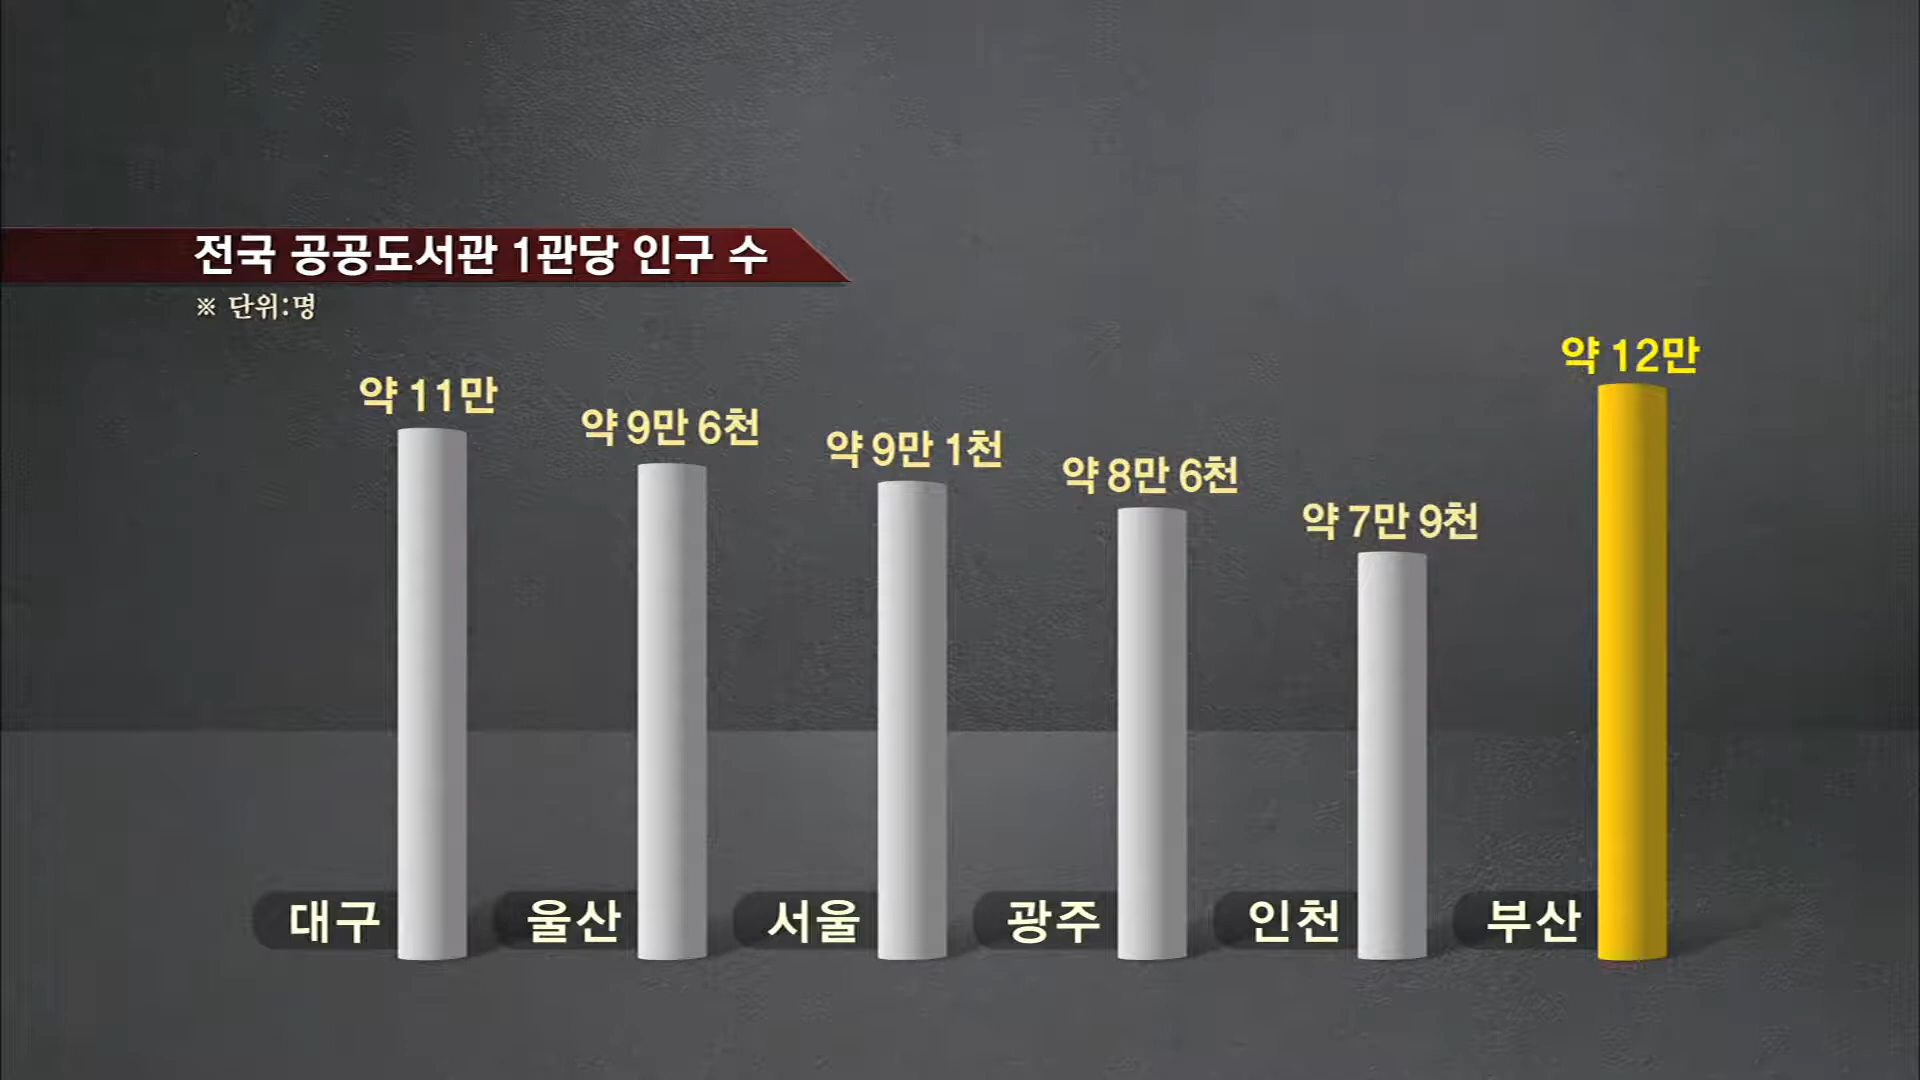 전국 공공도서관 1관당 인구 수
※ 단위:명
약 11만
약 9만 6천
약 9만 1천
약 8만 6천
약 7만 9천
약 12만
대구
울산
서울
광주
인천
부산